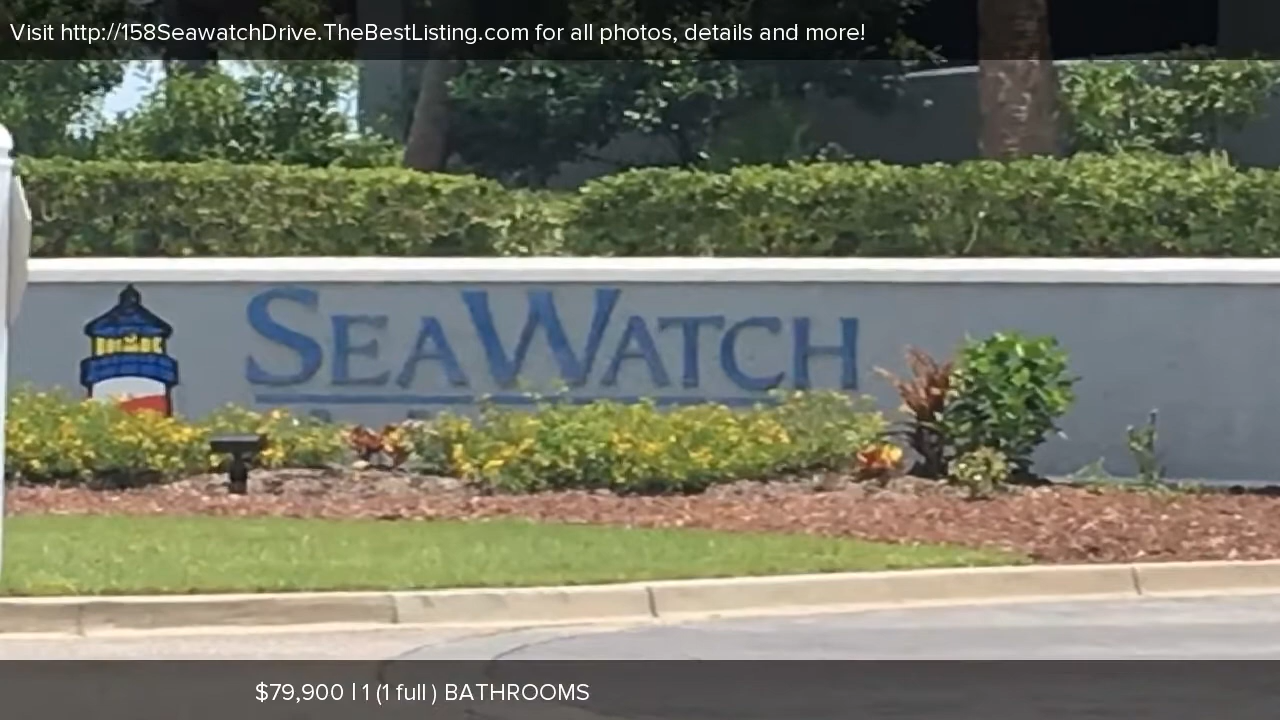 Visit http://158SeawatchDrive.TheBestListing.com for all photos, details and more!
SEAWATCH
$79,900 | 1 (1 full ) BATHROOMS